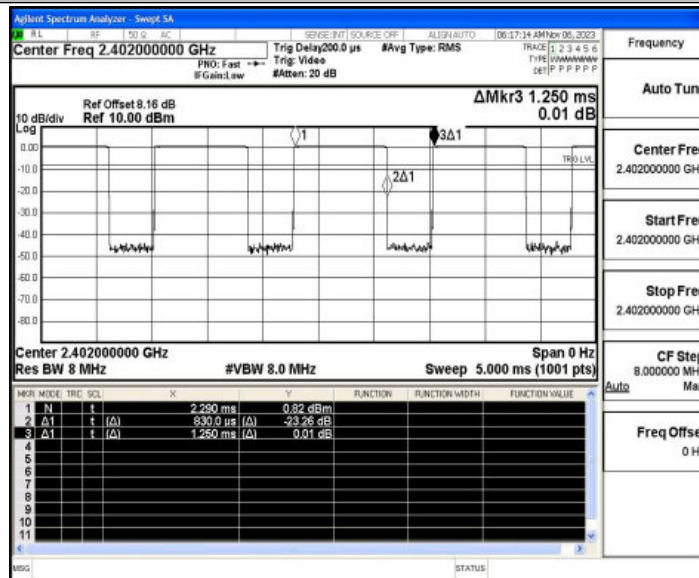 Agilent Spectrum Analyzer - Swept SA
RL RF 50 Ω AC SENSE:INT SOURCE OFF ALIGNAUTO 06:17:14 AM Nov 06, 2023
Center Freq 2.402000000 GHz
PNO: Fast
IFGain:Low
Trig Delay200.0 µs
Trig: Video
#Atten: 20 dB
#Avg Type: RMS
TRACE 1 2 3 4 5 6
TYPE
DET P P P P P P
Ref Offset 8.16 dB
10 dB/div Ref 10.00 dBm
Log
ΔMkr3 1.250 ms
0.01 dB
1
3Δ1
2Δ1
TRIG LVL
0.00
-10.0
-20.0
-30.0
-40.0
-50.0
-60.0
-70.0
-80.0
Center 2.402000000 GHz Span 0 Hz
Res BW 8 MHz #VBW 8.0 MHz Sweep 5.000 ms (1001 pts)
MKR MODE TRC SCL X Y FUNCTION FUNCTION WIDTH FUNCTION VALUE
1 N t 2.290 ms 0.82 dBm
2 Δ1 t (Δ) 830.0 µs (Δ) -23.26 dB
3 Δ1 t (Δ) 1.250 ms (Δ) 0.01 dB
4
5
6
7
8
9
10
11
MSG STATUS
Frequency
Auto Tun
Center Fre
2.402000000 GH
Start Fre
2.402000000 GH
Stop Fre
2.402000000 GH
CF Step
8.000000 MH
Auto Ma
Freq Offse
0 H